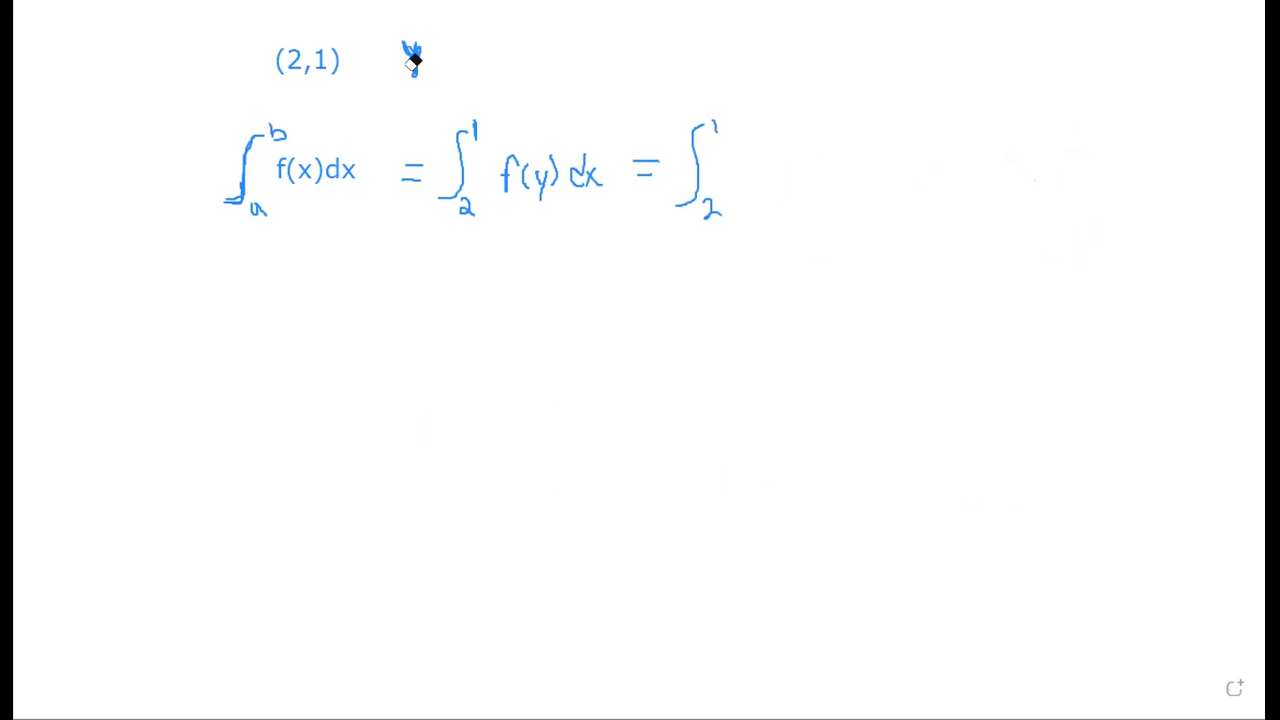 (2,1)
∫_a^b f(x)dx = ∫_2^1 f(y) dx = ∫_2^1